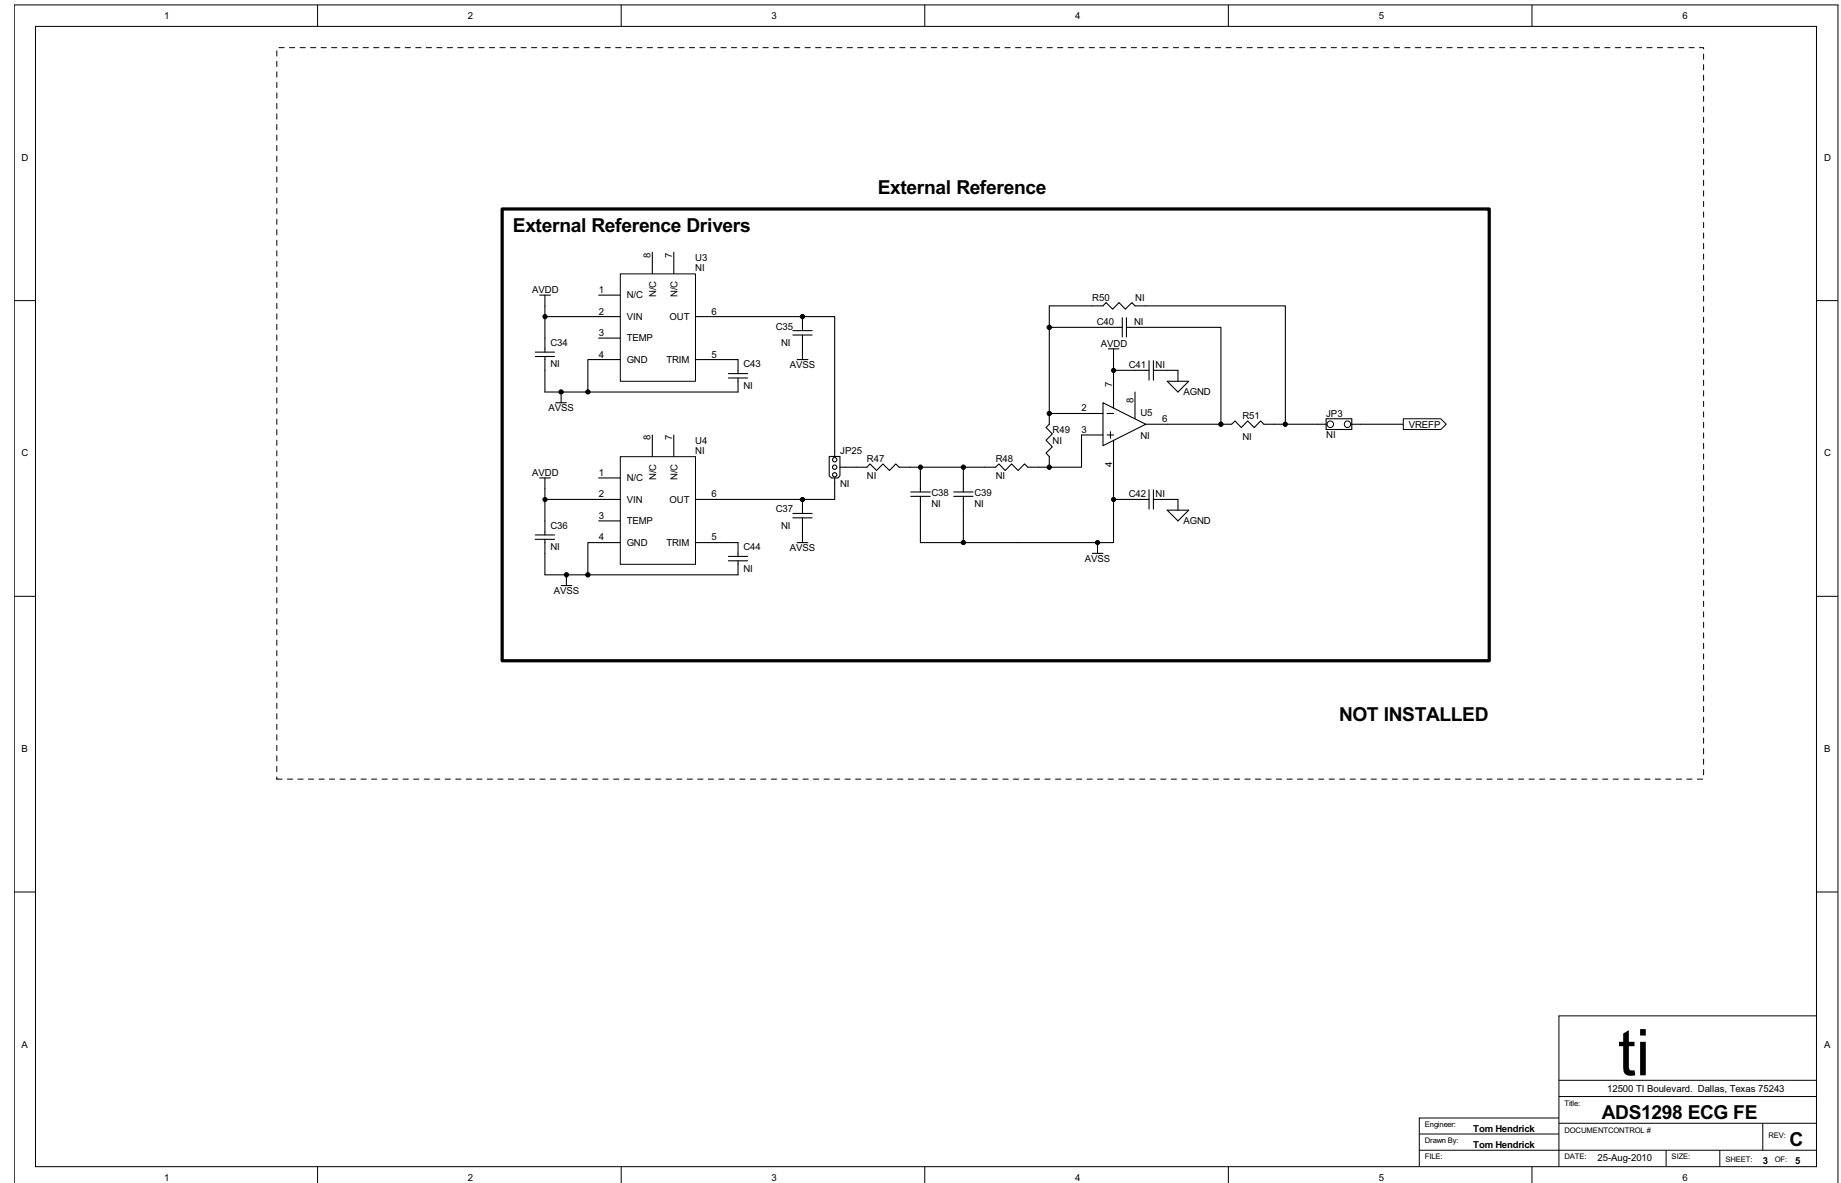 1 2 3 4 5 6
D D
External Reference
External Reference Drivers
8 7 U3
NI
AVDD 1 N/C N/C N/C
2 VIN OUT 6
3 TEMP
4 GND TRIM 5
C34
NI
C35
NI
AVSS
C43
NI
AVSS
8 7 U4
NI
AVDD 1 N/C N/C N/C
2 VIN OUT 6
3 TEMP
4 GND TRIM 5
C36
NI
C37
NI
AVSS
C44
NI
AVSS
JP25
NI
R47
NI
C38
NI
C39
NI
R48
NI
R49
NI
R50 NI
C40 NI
AVDD
C41 NI
AGND
7 8
2 U5
3 6
NI
4
C42 NI
AGND
AVSS
R51
NI
JP3
NI
VREFP
C C
NOT INSTALLED
B B
A A
ti
12500 TI Boulevard. Dallas, Texas 75243
Title:
ADS1298 ECG FE
Engineer: Tom Hendrick
DOCUMENTCONTROL #
REV: C
Drawn By: Tom Hendrick
FILE:
DATE: 25-Aug-2010 SIZE: SHEET: 3 OF: 5
1 2 3 4 5 6